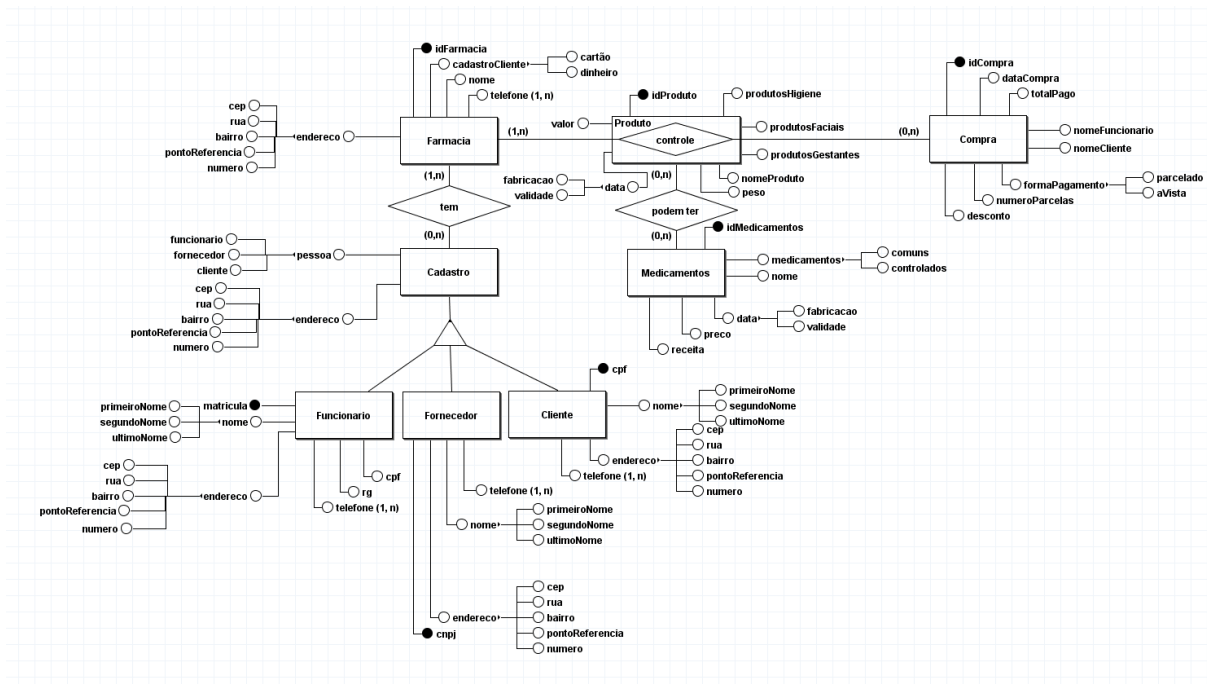 idFarmacia
cadastroCliente
cartão
dinheiro
nome
telefone (1, n)
cep
rua
bairro
pontoReferencia
numero
endereco
Farmacia
(1,n)
(1,n)
tem
(0,n)
idProduto
produtosHigiene
valor
Produto
controle
produtosFaciais
produtosGestantes
nomeProduto
peso
fabricacao
validade
data
(0,n)
podem ter
(0,n)
(0,n)
idCompra
dataCompra
totalPago
Compra
nomeFuncionario
nomeCliente
formaPagamento
parcelado
aVista
numeroParcelas
desconto
funcionario
fornecedor
cliente
pessoa
Cadastro
cep
rua
bairro
pontoReferencia
numero
endereco
idMedicamentos
Medicamentos
medicamentos
comuns
controlados
nome
data
fabricacao
validade
preco
receita
primeiroNome
segundoNome
ultimoNome
matricula
nome
Funcionario
cep
rua
bairro
pontoReferencia
numero
endereco
cpf
rg
telefone (1, n)
Fornecedor
telefone (1, n)
nome
primeiroNome
segundoNome
ultimoNome
endereco
cep
rua
bairro
pontoReferencia
numero
cnpj
cpf
Cliente
nome
primeiroNome
segundoNome
ultimoNome
endereco
cep
rua
bairro
pontoReferencia
numero
telefone (1, n)